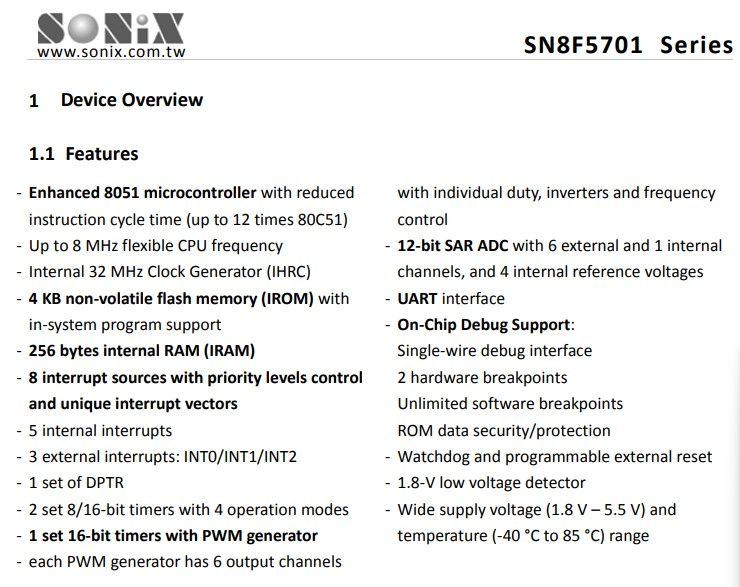 SONiX
www.sonix.com.tw
SN8F5701 Series
1 Device Overview
1.1 Features
- Enhanced 8051 microcontroller with reduced
instruction cycle time (up to 12 times 80C51)
- Up to 8 MHz flexible CPU frequency
- Internal 32 MHz Clock Generator (IHRC)
- 4 KB non-volatile flash memory (IROM) with
in-system program support
- 256 bytes internal RAM (IRAM)
- 8 interrupt sources with priority levels control
and unique interrupt vectors
- 5 internal interrupts
- 3 external interrupts: INT0/INT1/INT2
- 1 set of DPTR
- 2 set 8/16-bit timers with 4 operation modes
- 1 set 16-bit timers with PWM generator
- each PWM generator has 6 output channels
with individual duty, inverters and frequency
control
- 12-bit SAR ADC with 6 external and 1 internal
channels, and 4 internal reference voltages
- UART interface
- On-Chip Debug Support:
Single-wire debug interface
2 hardware breakpoints
Unlimited software breakpoints
ROM data security/protection
- Watchdog and programmable external reset
- 1.8-V low voltage detector
- Wide supply voltage (1.8 V – 5.5 V) and
temperature (-40 °C to 85 °C) range